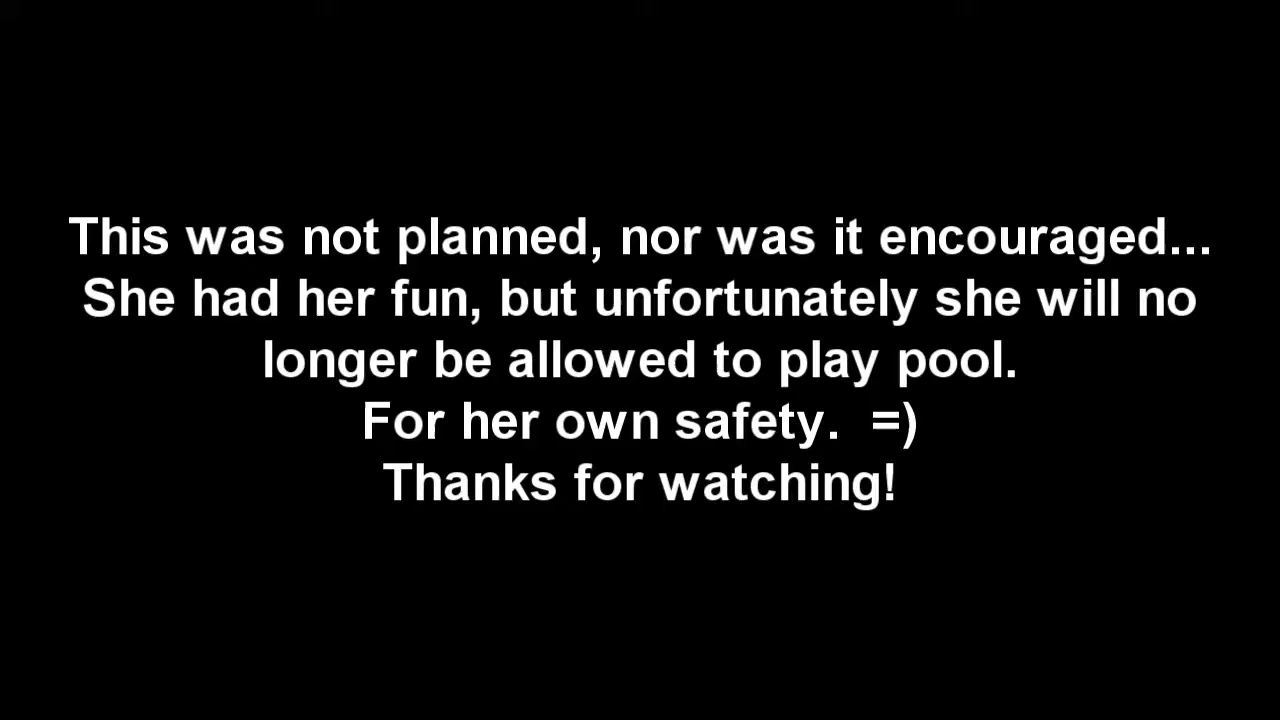 This was not planned, nor was it encouraged...
She had her fun, but unfortunately she will no
longer be allowed to play pool.
For her own safety.  =)
Thanks for watching!